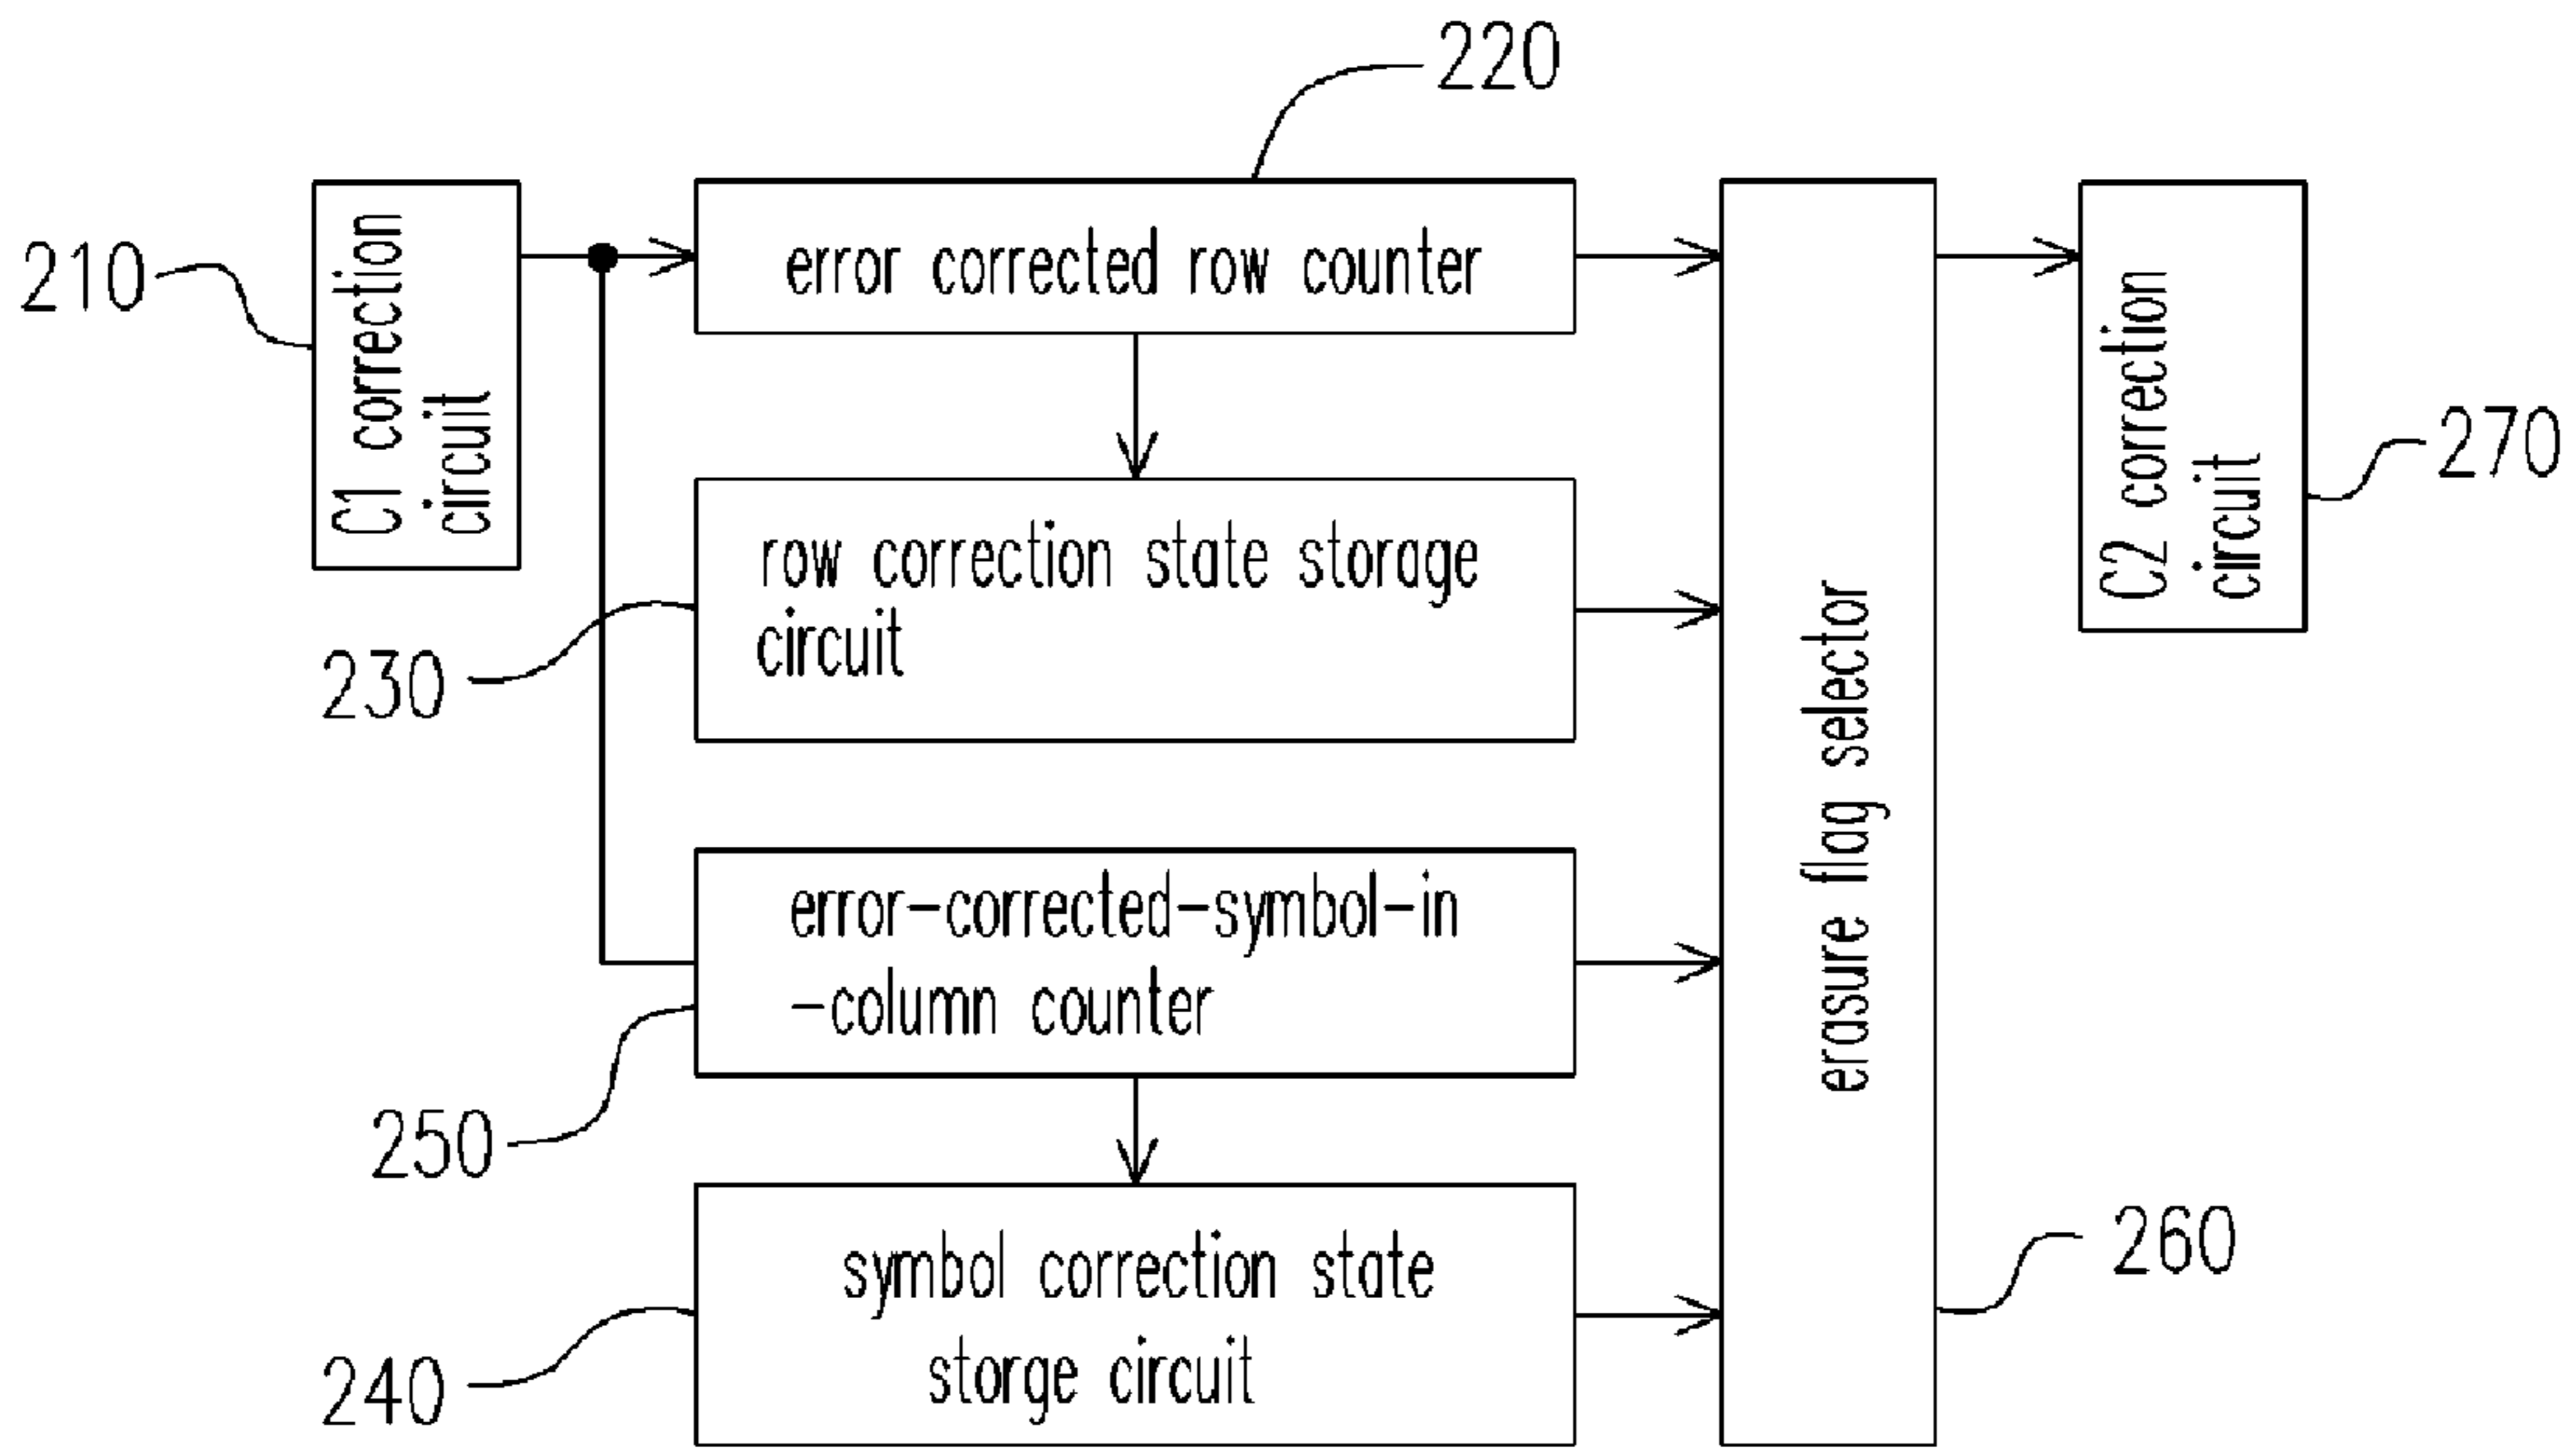 220
210
C1 correction
circuit
error corrected row counter
C2 correction
circuit
270
row correction state storage
circuit
230
erasure flag selector
error-corrected-symbol-in
-column counter
250
symbol correction state
storge circuit
240
260